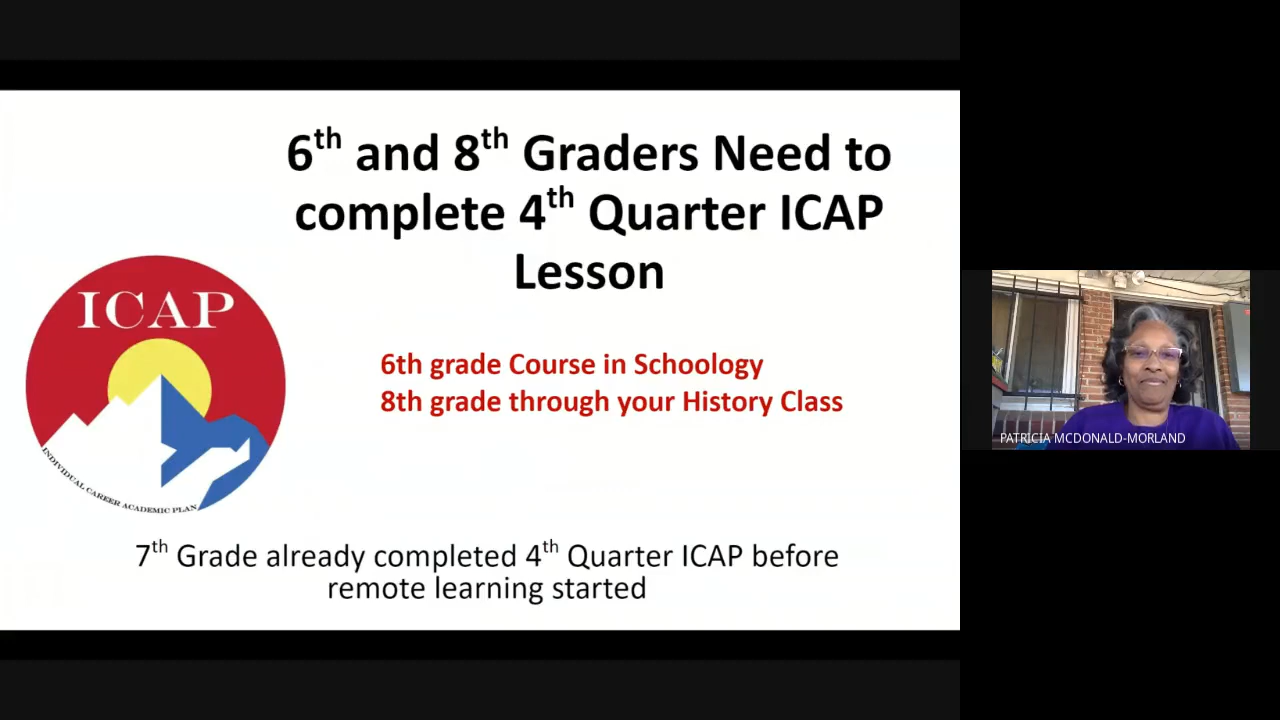 6th and 8th Graders Need to
complete 4th Quarter ICAP
Lesson
ICAP
INDIVIDUAL CAREER ACADEMIC PLAN
6th grade Course in Schoology
8th grade through your History Class
PATRICIA MCDONALD-MORLAND
7th Grade already completed 4th Quarter ICAP before
remote learning started